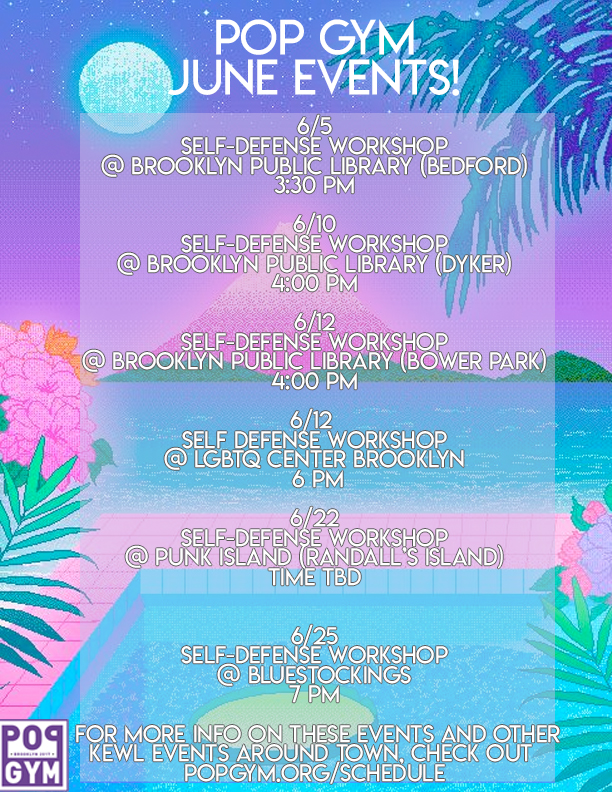 POP GYM
JUNE EVENTS!
6/5
SELF-DEFENSE WORKSHOP
@ BROOKLYN PUBLIC LIBRARY (BEDFORD)
3:30 PM
6/10
SELF-DEFENSE WORKSHOP
@ BROOKLYN PUBLIC LIBRARY (DYKER)
4:00 PM
6/12
SELF-DEFENSE WORKSHOP
@ BROOKLYN PUBLIC LIBRARY (BOWER PARK)
4:00 PM
6/12
SELF DEFENSE WORKSHOP
@ LGBTQ CENTER BROOKLYN
6 PM
6/22
SELF-DEFENSE WORKSHOP
@ PUNK ISLAND (RANDALL'S ISLAND)
TIME TBD
6/25
SELF-DEFENSE WORKSHOP
@ BLUESTOCKINGS
7 PM
FOR MORE INFO ON THESE EVENTS AND OTHER
KEWL EVENTS AROUND TOWN, CHECK OUT
POPGYM.ORG/SCHEDULE
POP
• BROOKLYN 2017 •
GYM